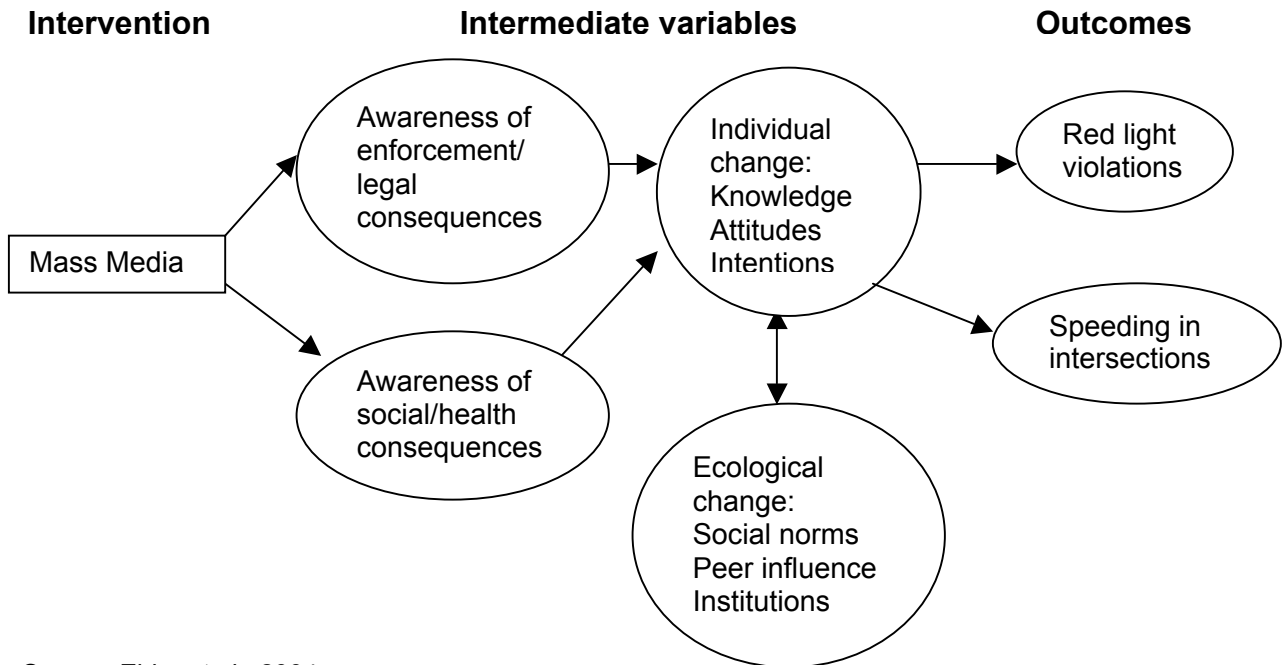 Intervention
Intermediate variables
Outcomes
Mass Media
Awareness of
enforcement/
legal
consequences
Awareness of
social/health
consequences
Individual
change:
Knowledge
Attitudes
Intentions
Ecological
change:
Social norms
Peer influence
Institutions
Red light
violations
Speeding in
intersections